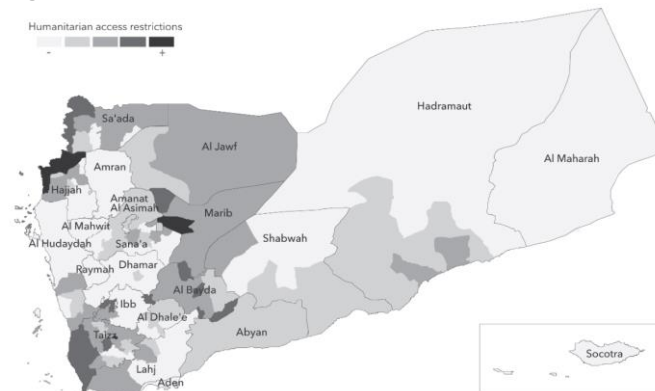 Humanitarian access restrictions
- +
Sa'ada
Hadramaut
Al Jawf
Al Maharah
Amran
Hajjah
Amanat
Al Asimah
Marib
Al Mahwit
Shabwah
Al Hudaydah
Sana'a
Dhamar
Raymah
Al Bayda
Ibb
Al Dhale'e
Abyan
Taizz
Socotra
Lahj
Aden